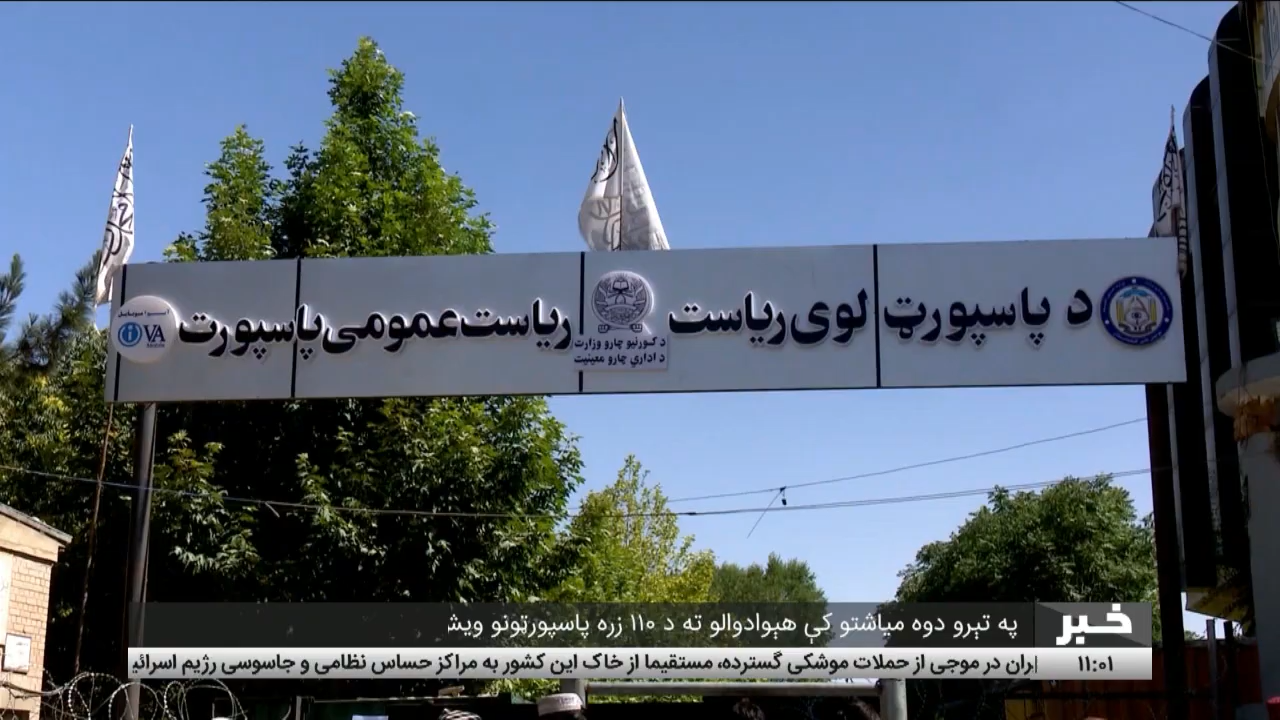 د پاسپورټ لوی ریاست
ریاست عمومی پاسپورت
د کورنیو چارو وزارت
د اداري چارو معینیت
iVA
خبر
په تېرو دوه میاشتو کې هېوادوالو ته د ۱۱۰ زره پاسپورټونو ویش
۱۱:۰۱
ایران در موجی از حملات موشکی گسترده، مستقیما از خاک این کشور به مراکز حساس نظامی و جاسوسی رژیم اسرائی